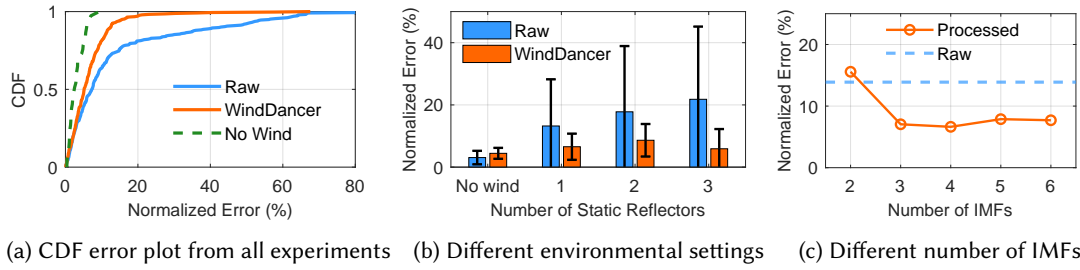 1
0.5
0
CDF
Raw
WindDancer
No Wind
0 20 40 60 80
Normalized Error (%)
(a) CDF error plot from all experiments
40
20
0
Normalized Error (%)
Raw
WindDancer
No wind 1 2 3
Number of Static Reflectors
(b) Different environmental settings
20
10
0
Normalized Error (%)
Processed
Raw
2 3 4 5 6
Number of IMFs
(c) Different number of IMFs